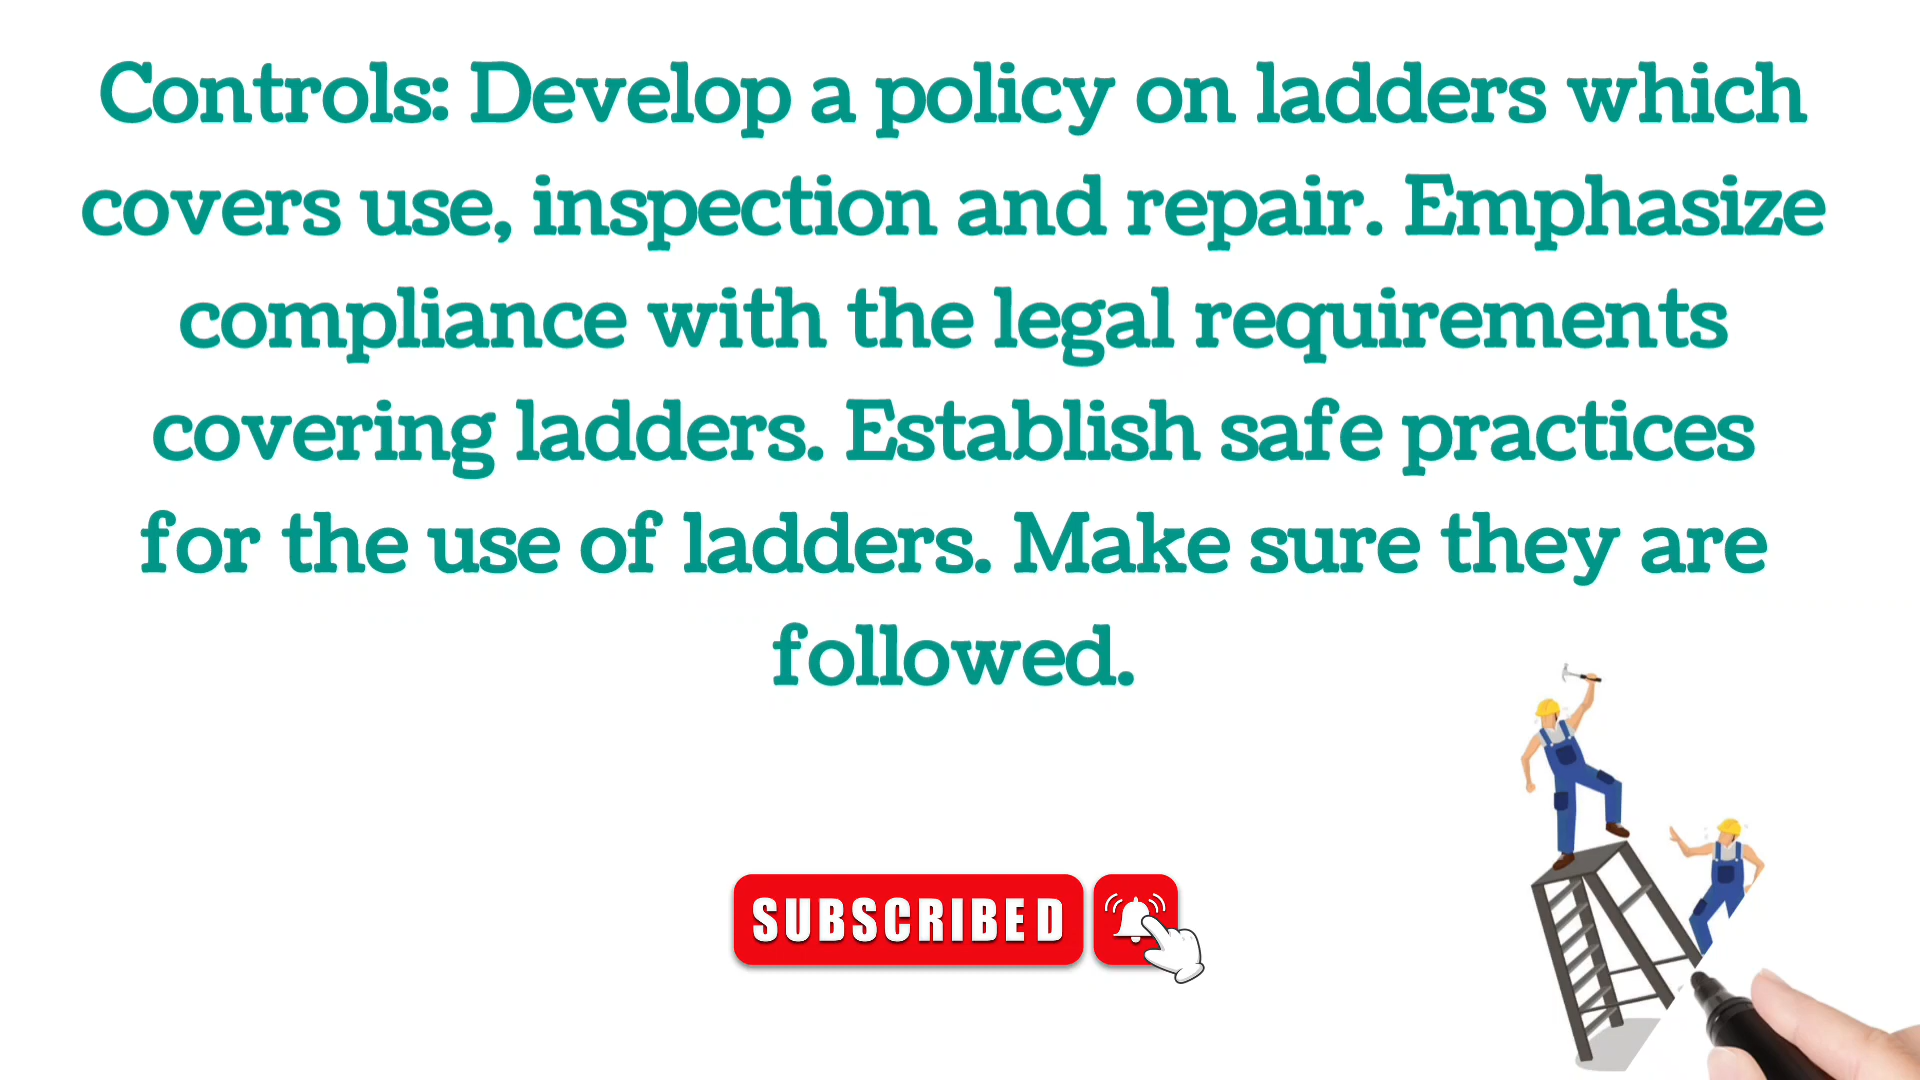 Controls: Develop a policy on ladders which
covers use, inspection and repair. Emphasize
compliance with the legal requirements
covering ladders. Establish safe practices
for the use of ladders. Make sure they are
followed.
SUBSCRIBED